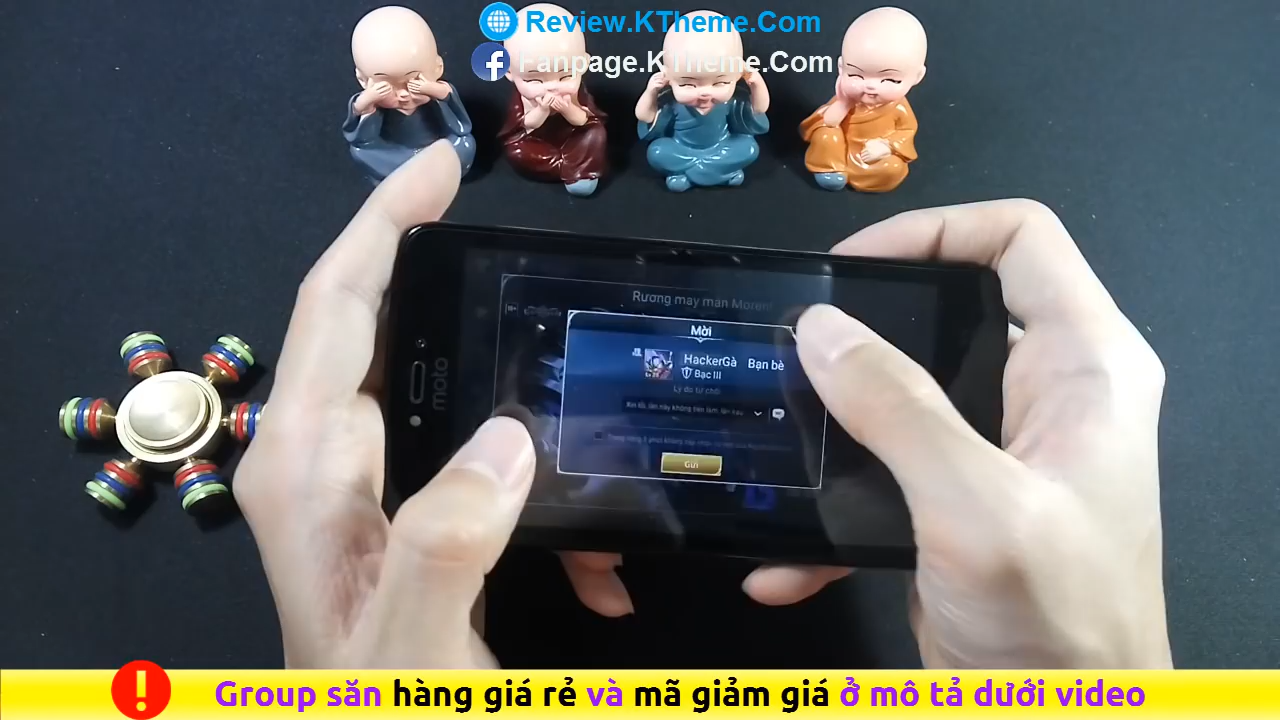 Review.KTheme.Com
Fanpage.KTheme.Com
Rương may mắn Moren
Mời
HackerGà Bạn bè
Bạc III
Lý do từ chối
Gửi
moto
Group săn hàng giá rẻ và mã giảm giá ở mô tả dưới video